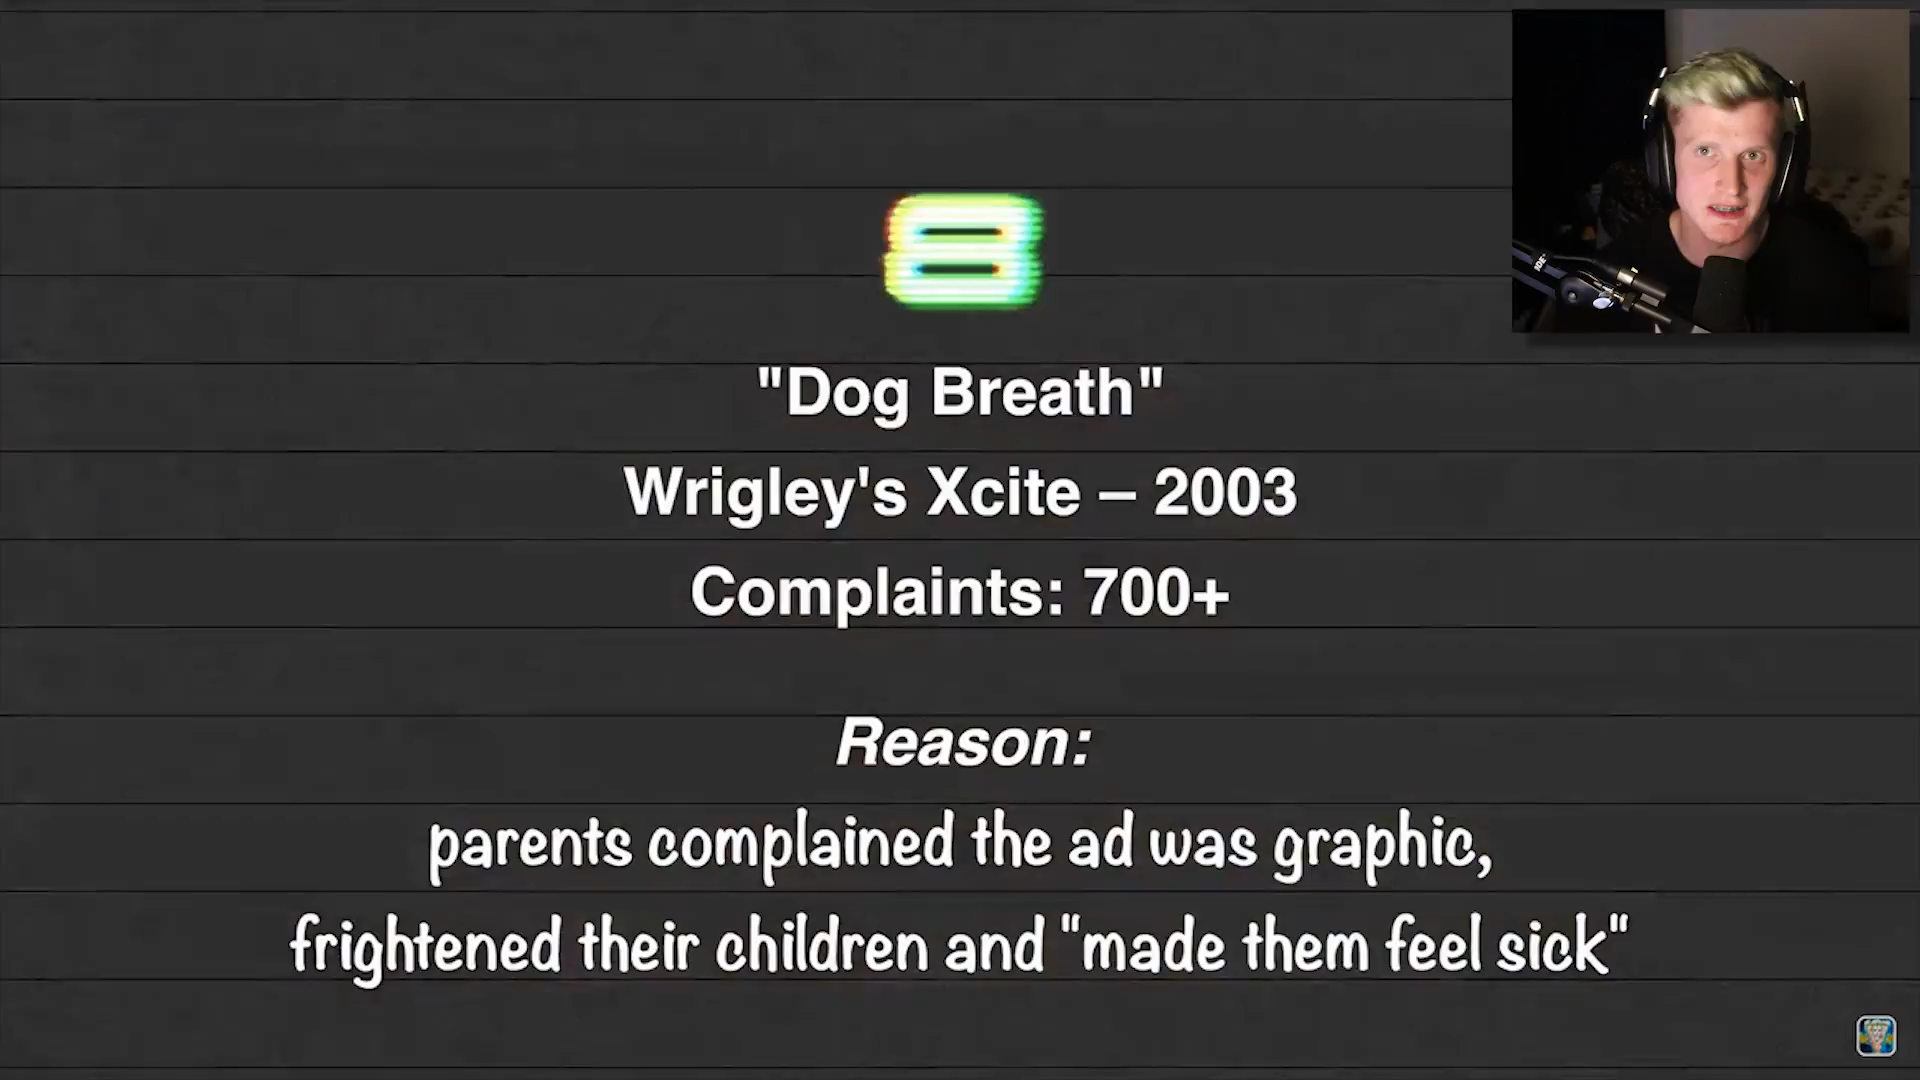 8
"Dog Breath"
Wrigley's Xcite – 2003
Complaints: 700+
Reason:
parents complained the ad was graphic,
frightened their children and "made them feel sick"